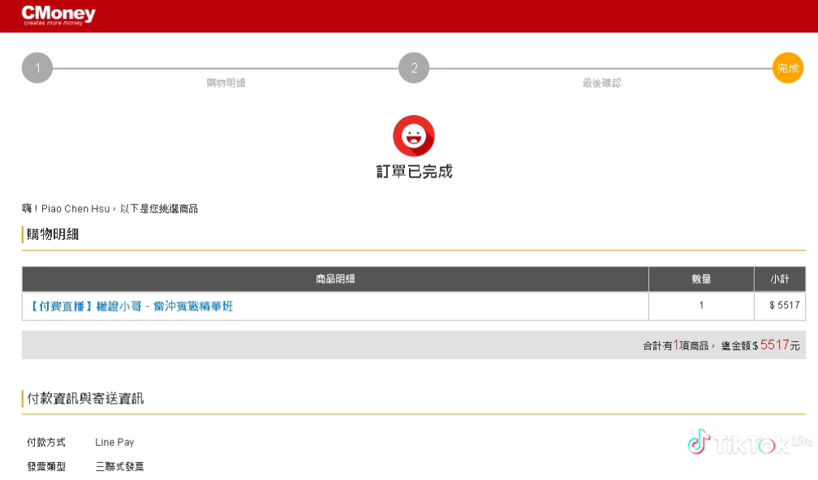 CMoney
creates more money
1
2
完成
購物明細
最後確認
訂單已完成
嗨！Piao Chen Hsu，以下是您挑選商品
購物明細
商品明細 數量 小計
【付費直播】權證小哥 - 當沖實戰精華班 1 $ 5517
合計有1項商品， 總金額$ 5517元
付款資訊與寄送資訊
付款方式 Line Pay
發票類型 三聯式發票
TikTok Lite